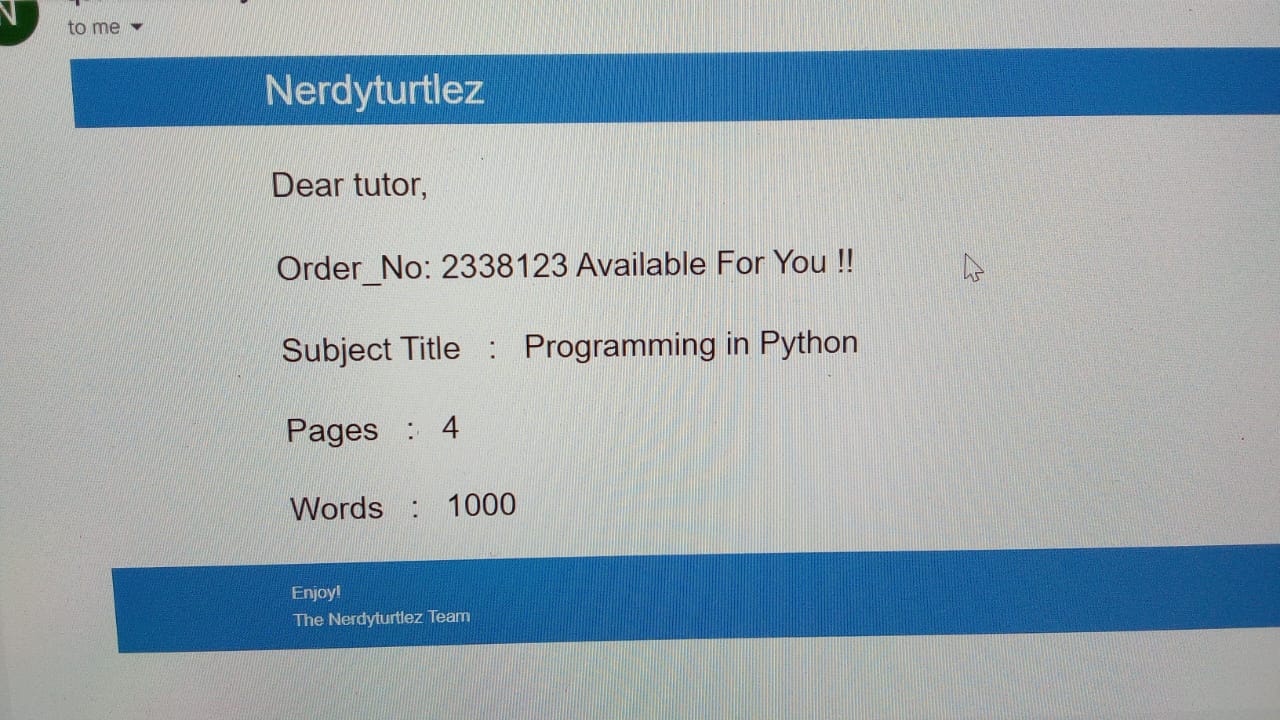 N
to me
Nerdyturtlez
Dear tutor,
Order_No: 2338123 Available For You !!
Subject Title : Programming in Python
Pages : 4
Words : 1000
Enjoy!
The Nerdyturtlez Team